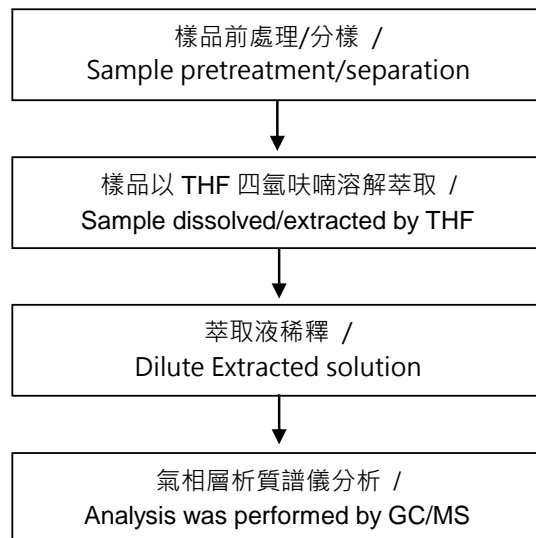 樣品前處理/分樣 /
Sample pretreatment/separation
樣品以 THF 四氫呋喃溶解萃取 /
Sample dissolved/extracted by THF
萃取液稀釋 /
Dilute Extracted solution
氣相層析質譜儀分析 /
Analysis was performed by GC/MS